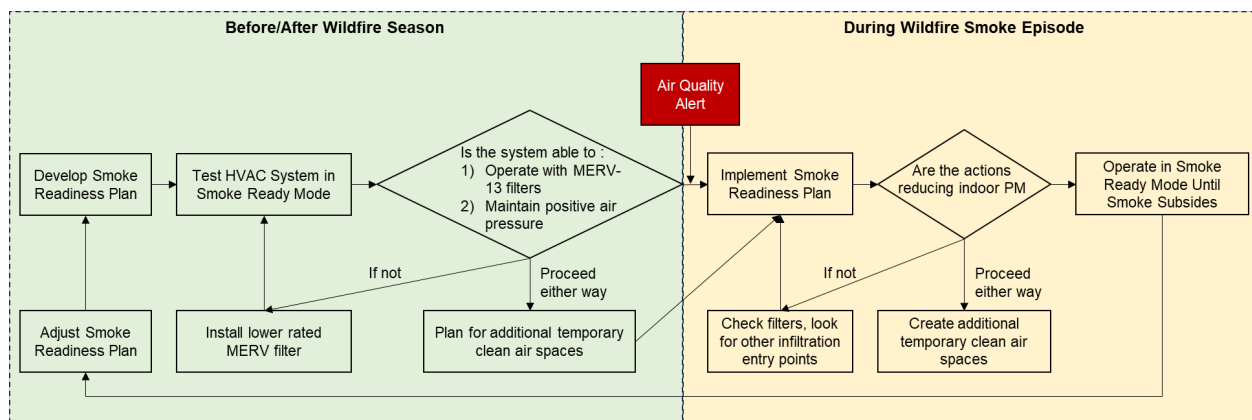 Before/After Wildfire Season
During Wildfire Smoke Episode
Air Quality
Alert
Develop Smoke
Readiness Plan
Test HVAC System in
Smoke Ready Mode
Is the system able to :
1) Operate with MERV-
13 filters
2) Maintain positive air
pressure
Implement Smoke
Readiness Plan
Are the actions
reducing indoor PM
Operate in Smoke
Ready Mode Until
Smoke Subsides
If not
Proceed
either way
If not
Proceed
either way
Adjust Smoke
Readiness Plan
Install lower rated
MERV filter
Plan for additional temporary
clean air spaces
Check filters, look
for other infiltration
entry points
Create additional
temporary clean air
spaces